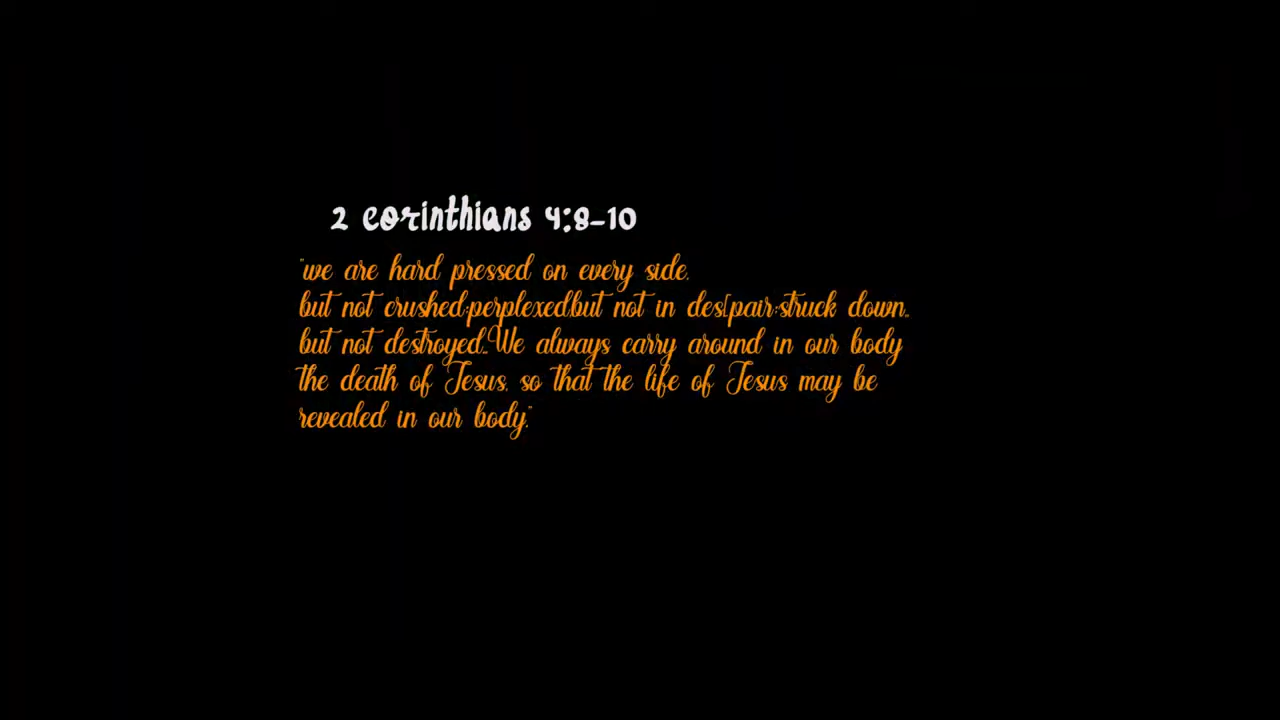 2 corinthians 4:8-10
"we are hard pressed on every side,
but not crushed;perplexed,but not in des[pair;struck down,,
but not destroyed..We always carry around in our body
the death of Jesus, so that the life of Jesus may be
revealed in our body."